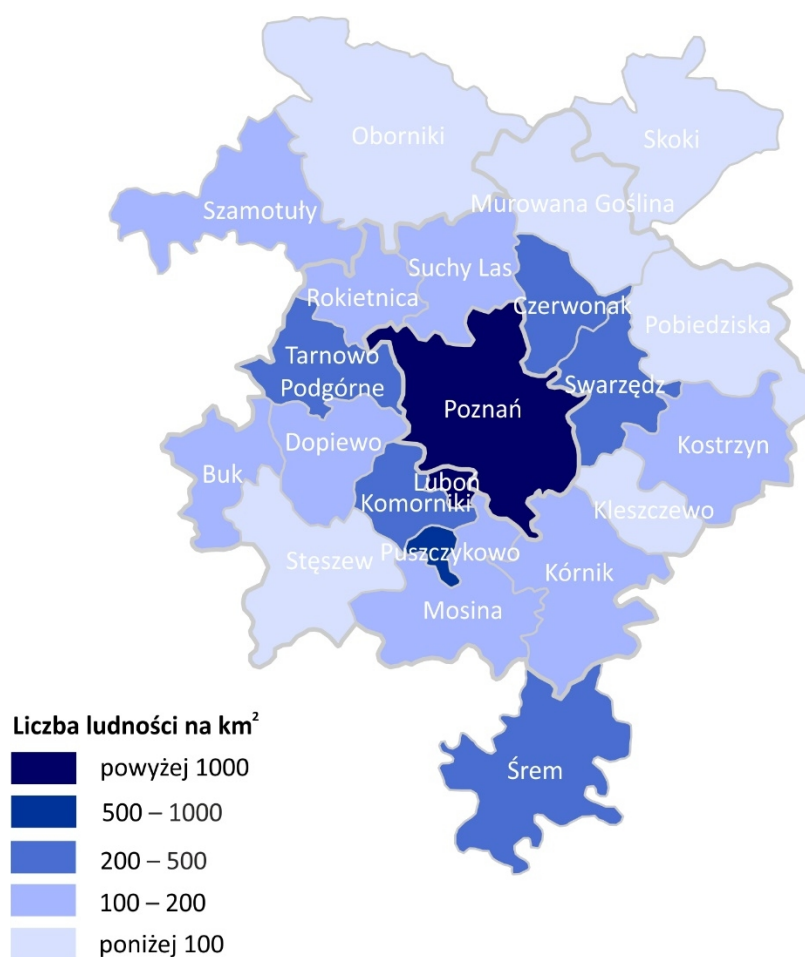 Oborniki
Skoki
Szamotuły
Murowana Goślina
Suchy Las
Rokietnica
Czerwonak
Pobiedziska
Tarnowo
Podgórne
Swarzędz
Poznań
Dopiewo
Kostrzyn
Buk
Luboń
Komorniki
Kleszczewo
Stęszew
Puszczykowo
Kórnik
Mosina
Śrem
Liczba ludności na km²
powyżej 1000
500 – 1000
200 – 500
100 – 200
poniżej 100